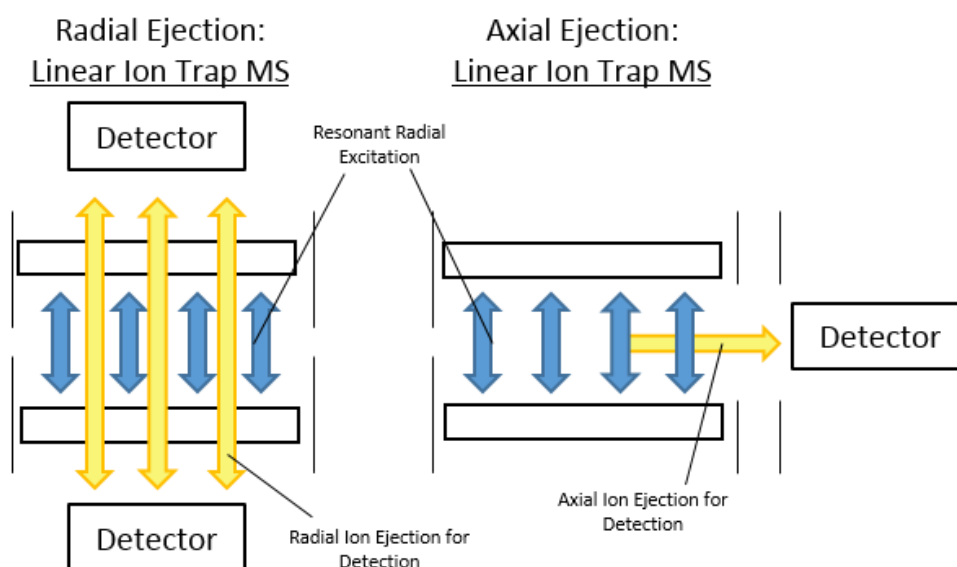 Radial Ejection:
Linear Ion Trap MS
Axial Ejection:
Linear Ion Trap MS
Detector
Resonant Radial
Excitation
Detector
Axial Ion Ejection for
Detection
Detector
Radial Ion Ejection for
Detection